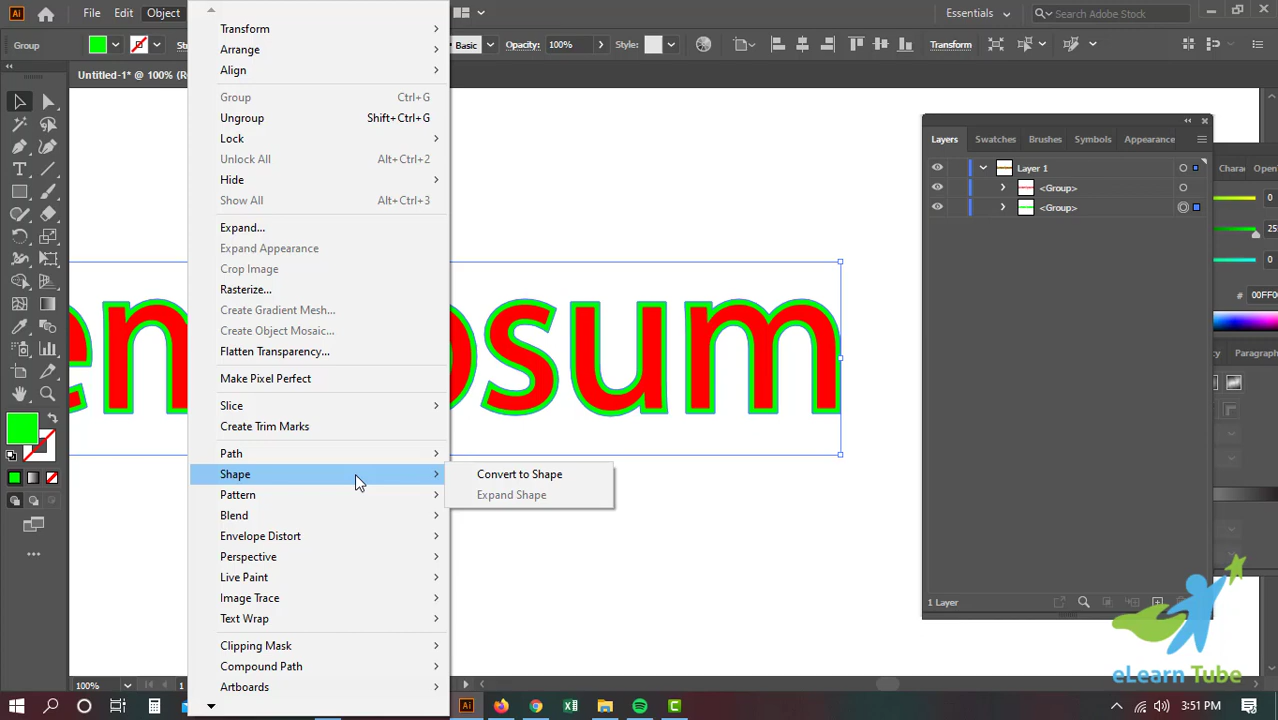 Ai File Edit Object Essentials Search Adobe Stock
Group St Basic Opacity: 100% Style: Transform
Untitled-1* @ 100% (R
Transform
Arrange
Align
Group Ctrl+G
Ungroup Shift+Ctrl+G
Lock
Unlock All Alt+Ctrl+2
Hide
Show All Alt+Ctrl+3
Expand...
Expand Appearance
Crop Image
Rasterize...
Create Gradient Mesh...
Create Object Mosaic...
Flatten Transparency...
Make Pixel Perfect
Slice
Create Trim Marks
Path
Shape
Pattern
Blend
Envelope Distort
Perspective
Live Paint
Image Trace
Text Wrap
Clipping Mask
Compound Path
Artboards
Convert to Shape
Expand Shape
en psum
Layers Swatches Brushes Symbols Appearance
Layer 1
<Group>
<Group>
1 Layer
Chara Open
0
25
0
# 00FF0
y Paragraph
eLearn Tube
100% 1
Ai 3:51 PM